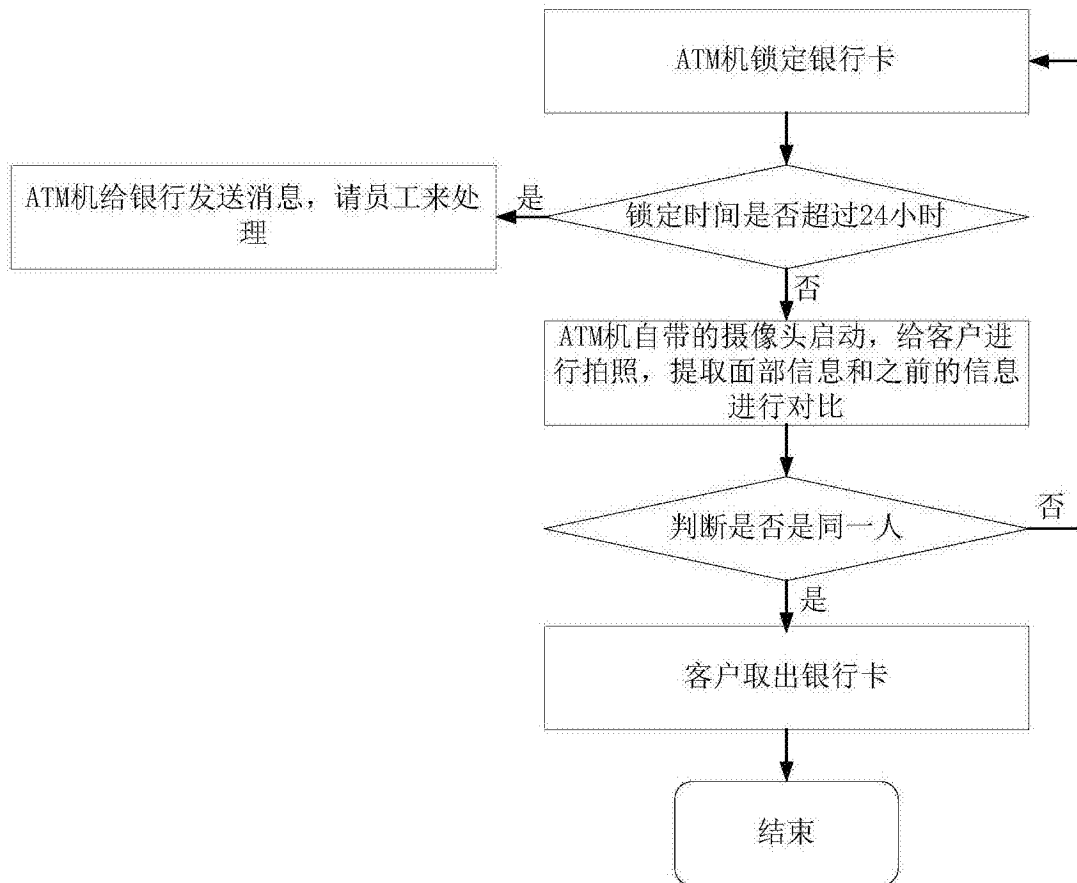 ATM机锁定银行卡
ATM机给银行发送消息，请员工来处
理
是
锁定时间是否超过24小时
否
ATM机自带的摄像头启动，给客户进
行拍照，提取面部信息和之前的信息
进行对比
判断是否是同一人
否
是
客户取出银行卡
结束